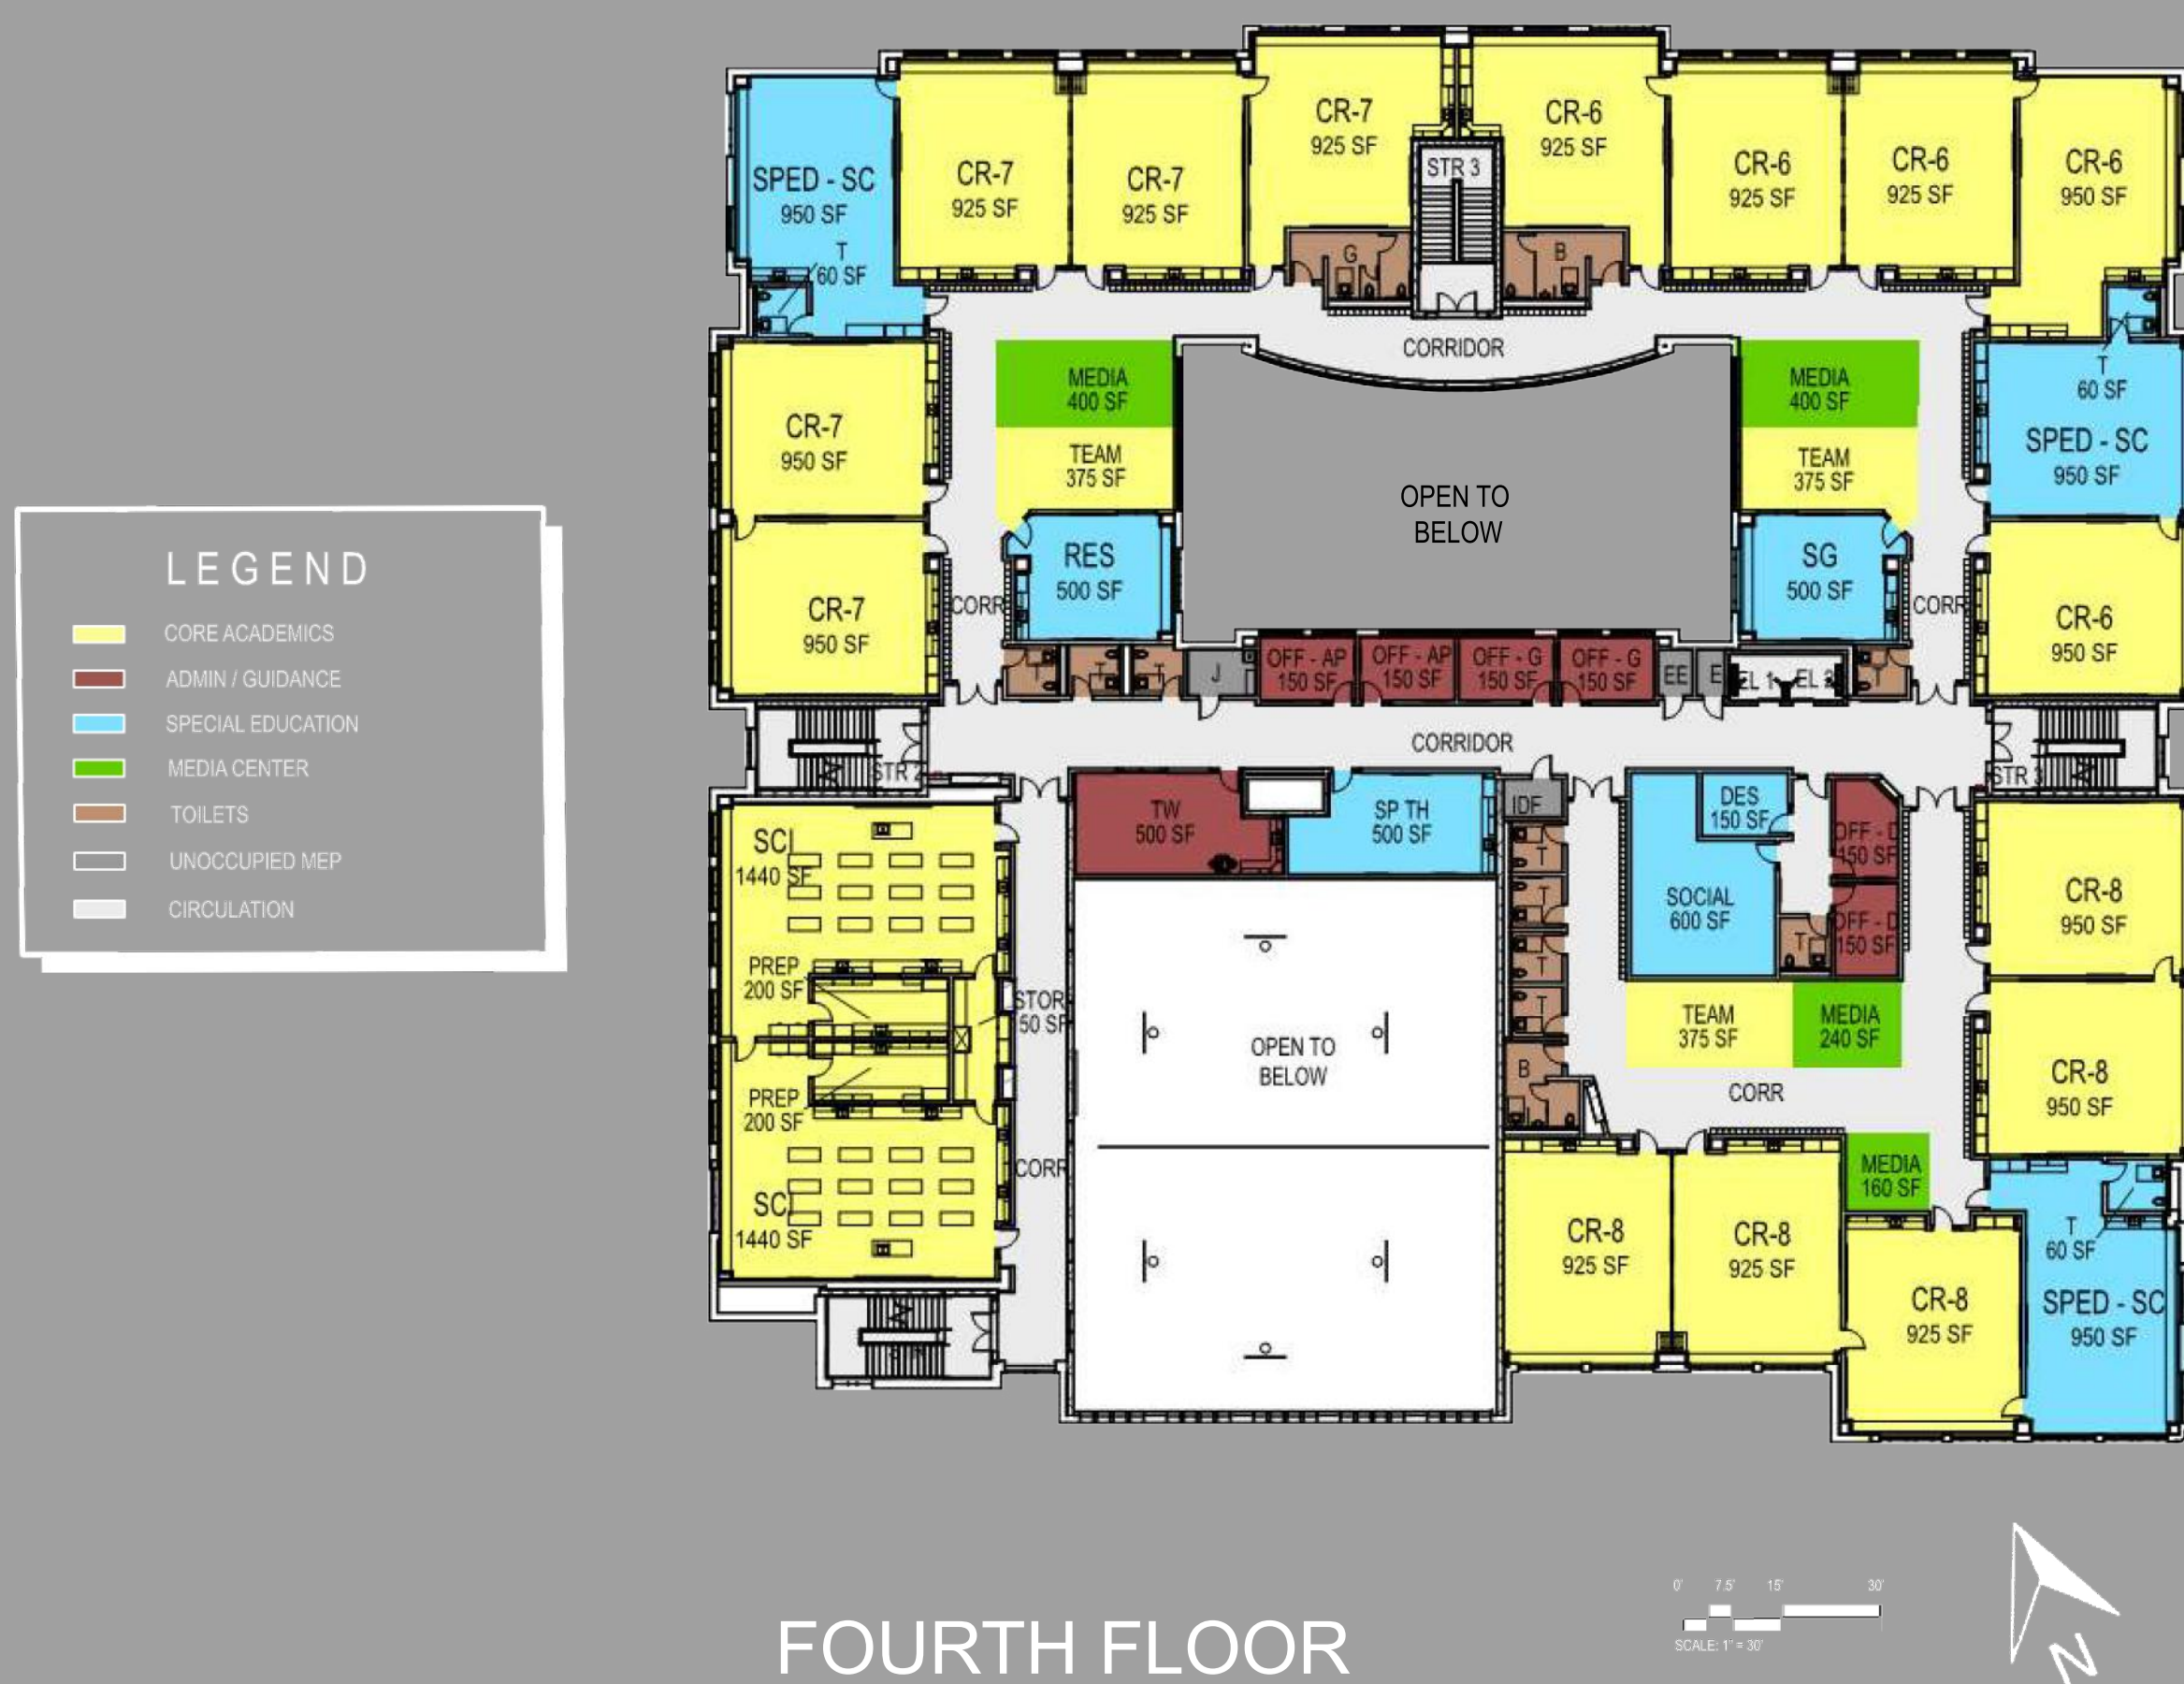 CR-7
925 SF
CR-6
925 SF
SPED - SC
950 SF
CR-7
925 SF
CR-7
925 SF
STR 3
CR-6
925 SF
CR-6
925 SF
CR-6
950 SF
T
60 SF
G
B
CORRIDOR
MEDIA
400 SF
MEDIA
400 SF
T
60 SF
CR-7
950 SF
TEAM
375 SF
TEAM
375 SF
SPED - SC
950 SF
OPEN TO
BELOW
RES
500 SF
SG
500 SF
CR-7
950 SF
CORR
CORR
CR-6
950 SF
T
T
T
J
OFF - AP
150 SF
OFF - AP
150 SF
OFF - G
150 SF
OFF - G
150 SF
EE
E
EL 1
EL 2
T
CORRIDOR
STR 2
STR 3
LEGEND
CORE ACADEMICS
ADMIN / GUIDANCE
SPECIAL EDUCATION
MEDIA CENTER
TOILETS
UNOCCUPIED MEP
CIRCULATION
SCI
1440 SF
TW
500 SF
SP TH
500 SF
IDF
DES
150 SF
OFF - D
150 SF
T
T
T
T
SOCIAL
600 SF
T
OFF - D
150 SF
CR-8
950 SF
PREP
200 SF
STOR
50 SF
OPEN TO
BELOW
TEAM
375 SF
MEDIA
240 SF
B
CORR
CR-8
950 SF
PREP
200 SF
CORR
SCI
1440 SF
MEDIA
160 SF
CR-8
925 SF
CR-8
925 SF
T
60 SF
CR-8
925 SF
SPED - SC
950 SF
FOURTH FLOOR
0' 7.5' 15' 30'
SCALE: 1" = 30'
N